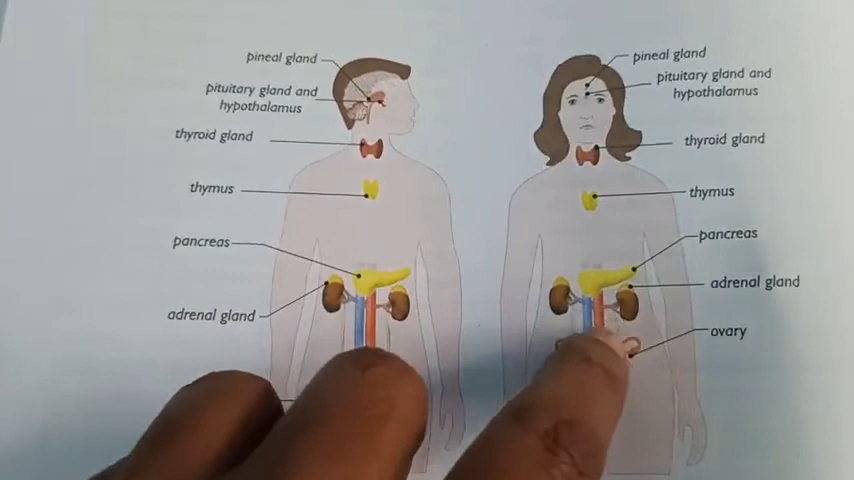 pineal gland
pituitary gland and
hypothalamus
thyroid gland
thymus
pancreas
adrenal gland
pineal gland
pituitary gland and
hypothalamus
thyroid gland
thymus
pancreas
adrenal gland
ovary